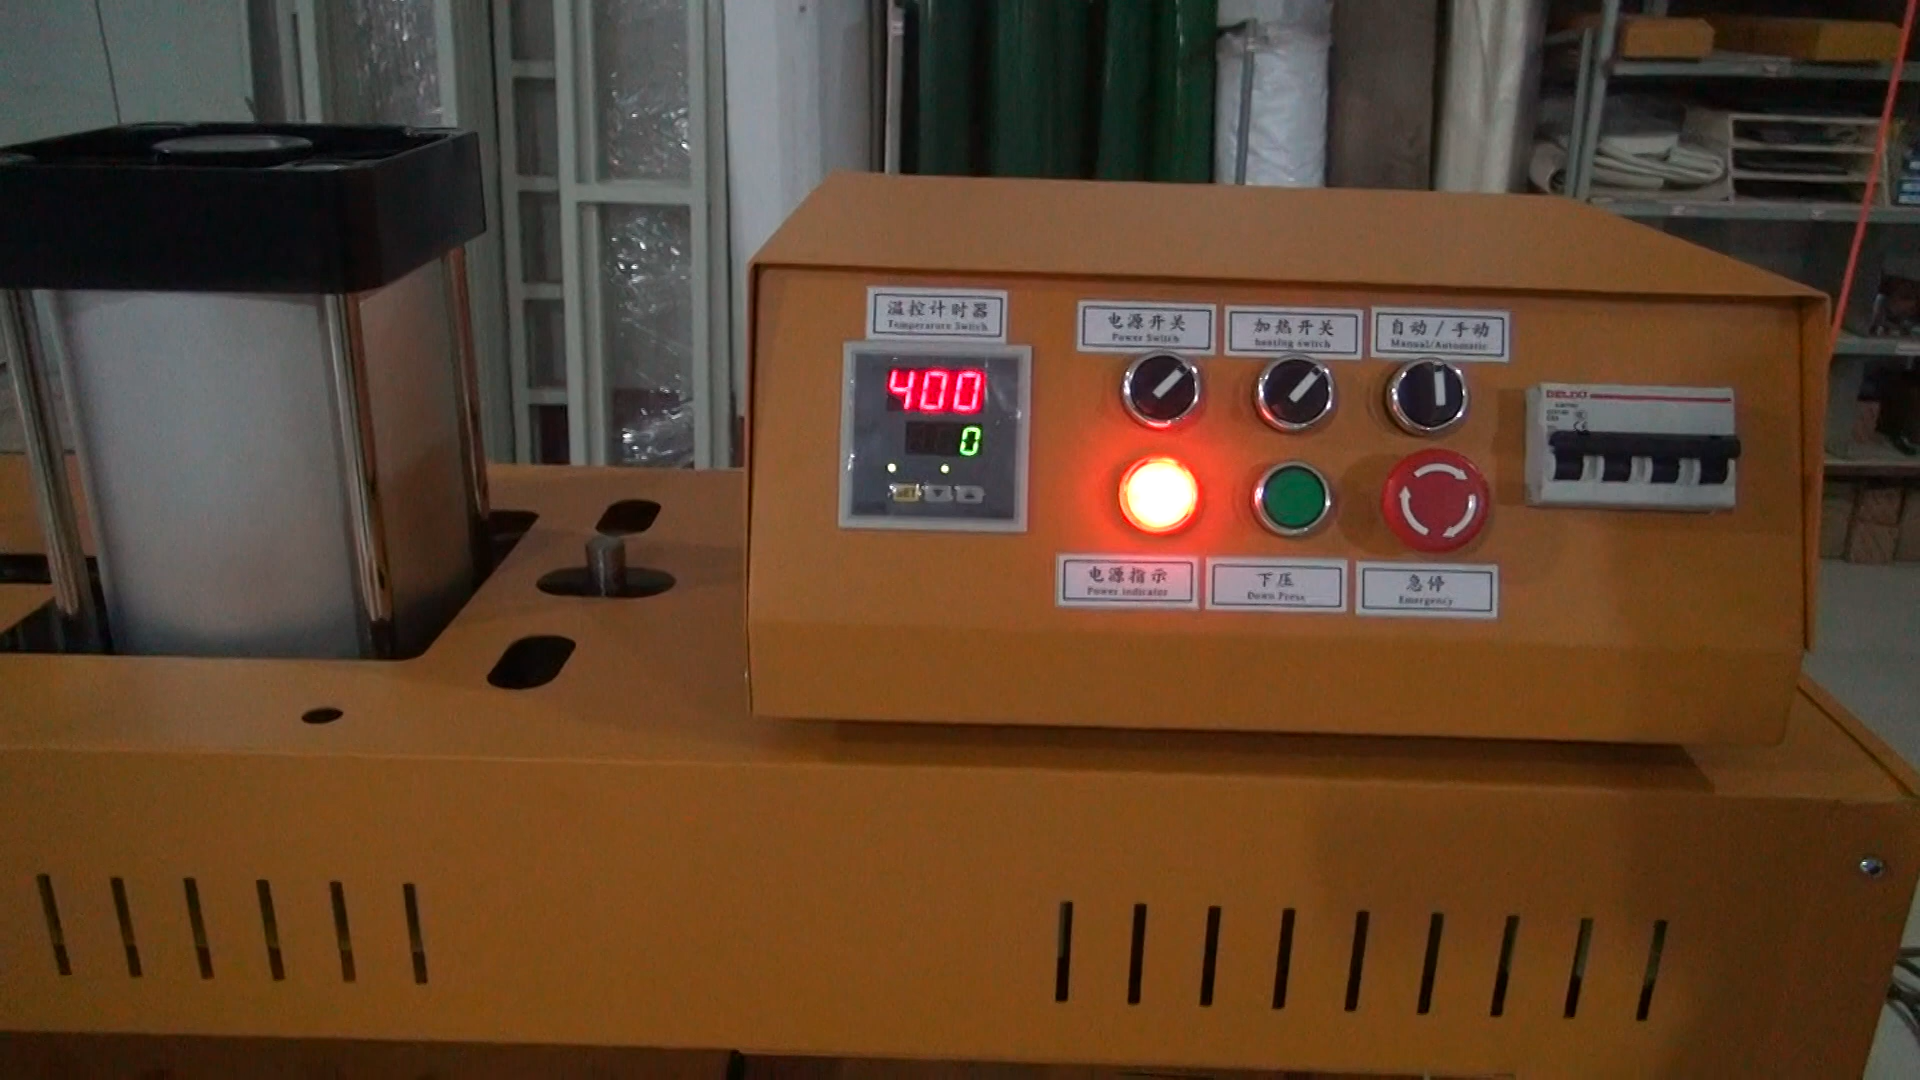 温控计时器
Temperature Switch
电源开关
Power Switch
加热开关
heating switch
自动/手动
Manual/Automatic
400
0
SET
DELIXI
CE
电源指示
Power indicator
下压
Down Press
急停
Emergency